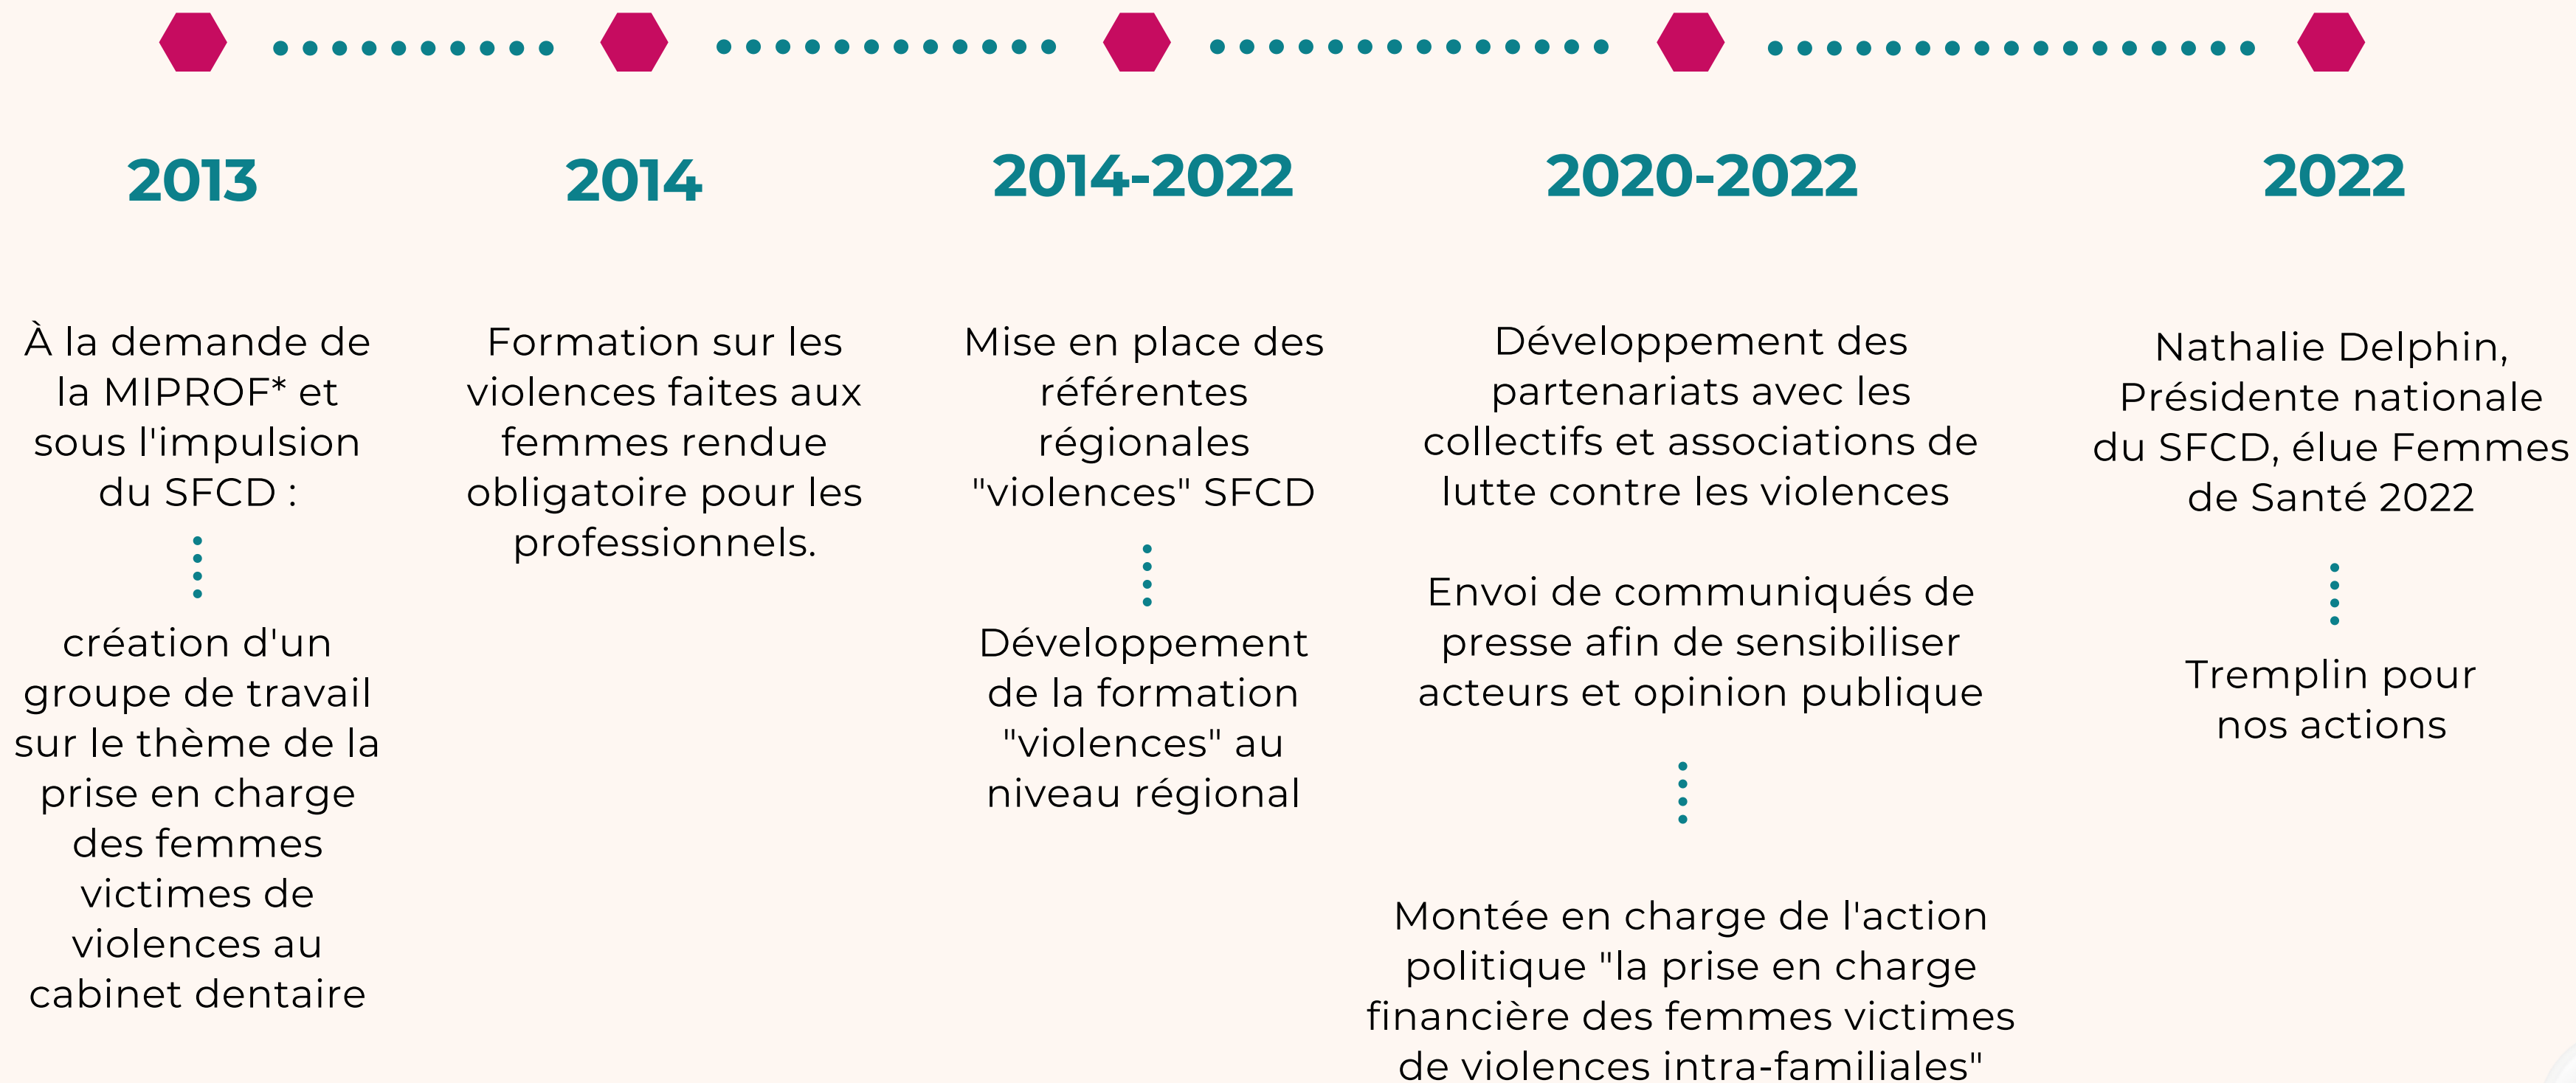 2013
À la demande de
la MIPROF* et
sous l'impulsion
du SFCD :
création d'un
groupe de travail
sur le thème de la
prise en charge
des femmes
victimes de
violences au
cabinet dentaire
2014
Formation sur les
violences faites aux
femmes rendue
obligatoire pour les
professionnels.
2014-2022
Mise en place des
référentes
régionales
"violences" SFCD
Développement
de la formation
"violences" au
niveau régional
2020-2022
Développement des
partenariats avec les
collectifs et associations de
lutte contre les violences
Envoi de communiqués de
presse afin de sensibiliser
acteurs et opinion publique
Montée en charge de l'action
politique "la prise en charge
financière des femmes victimes
de violences intra-familiales"
2022
Nathalie Delphin,
Présidente nationale
du SFCD, élue Femmes
de Santé 2022
Tremplin pour
nos actions